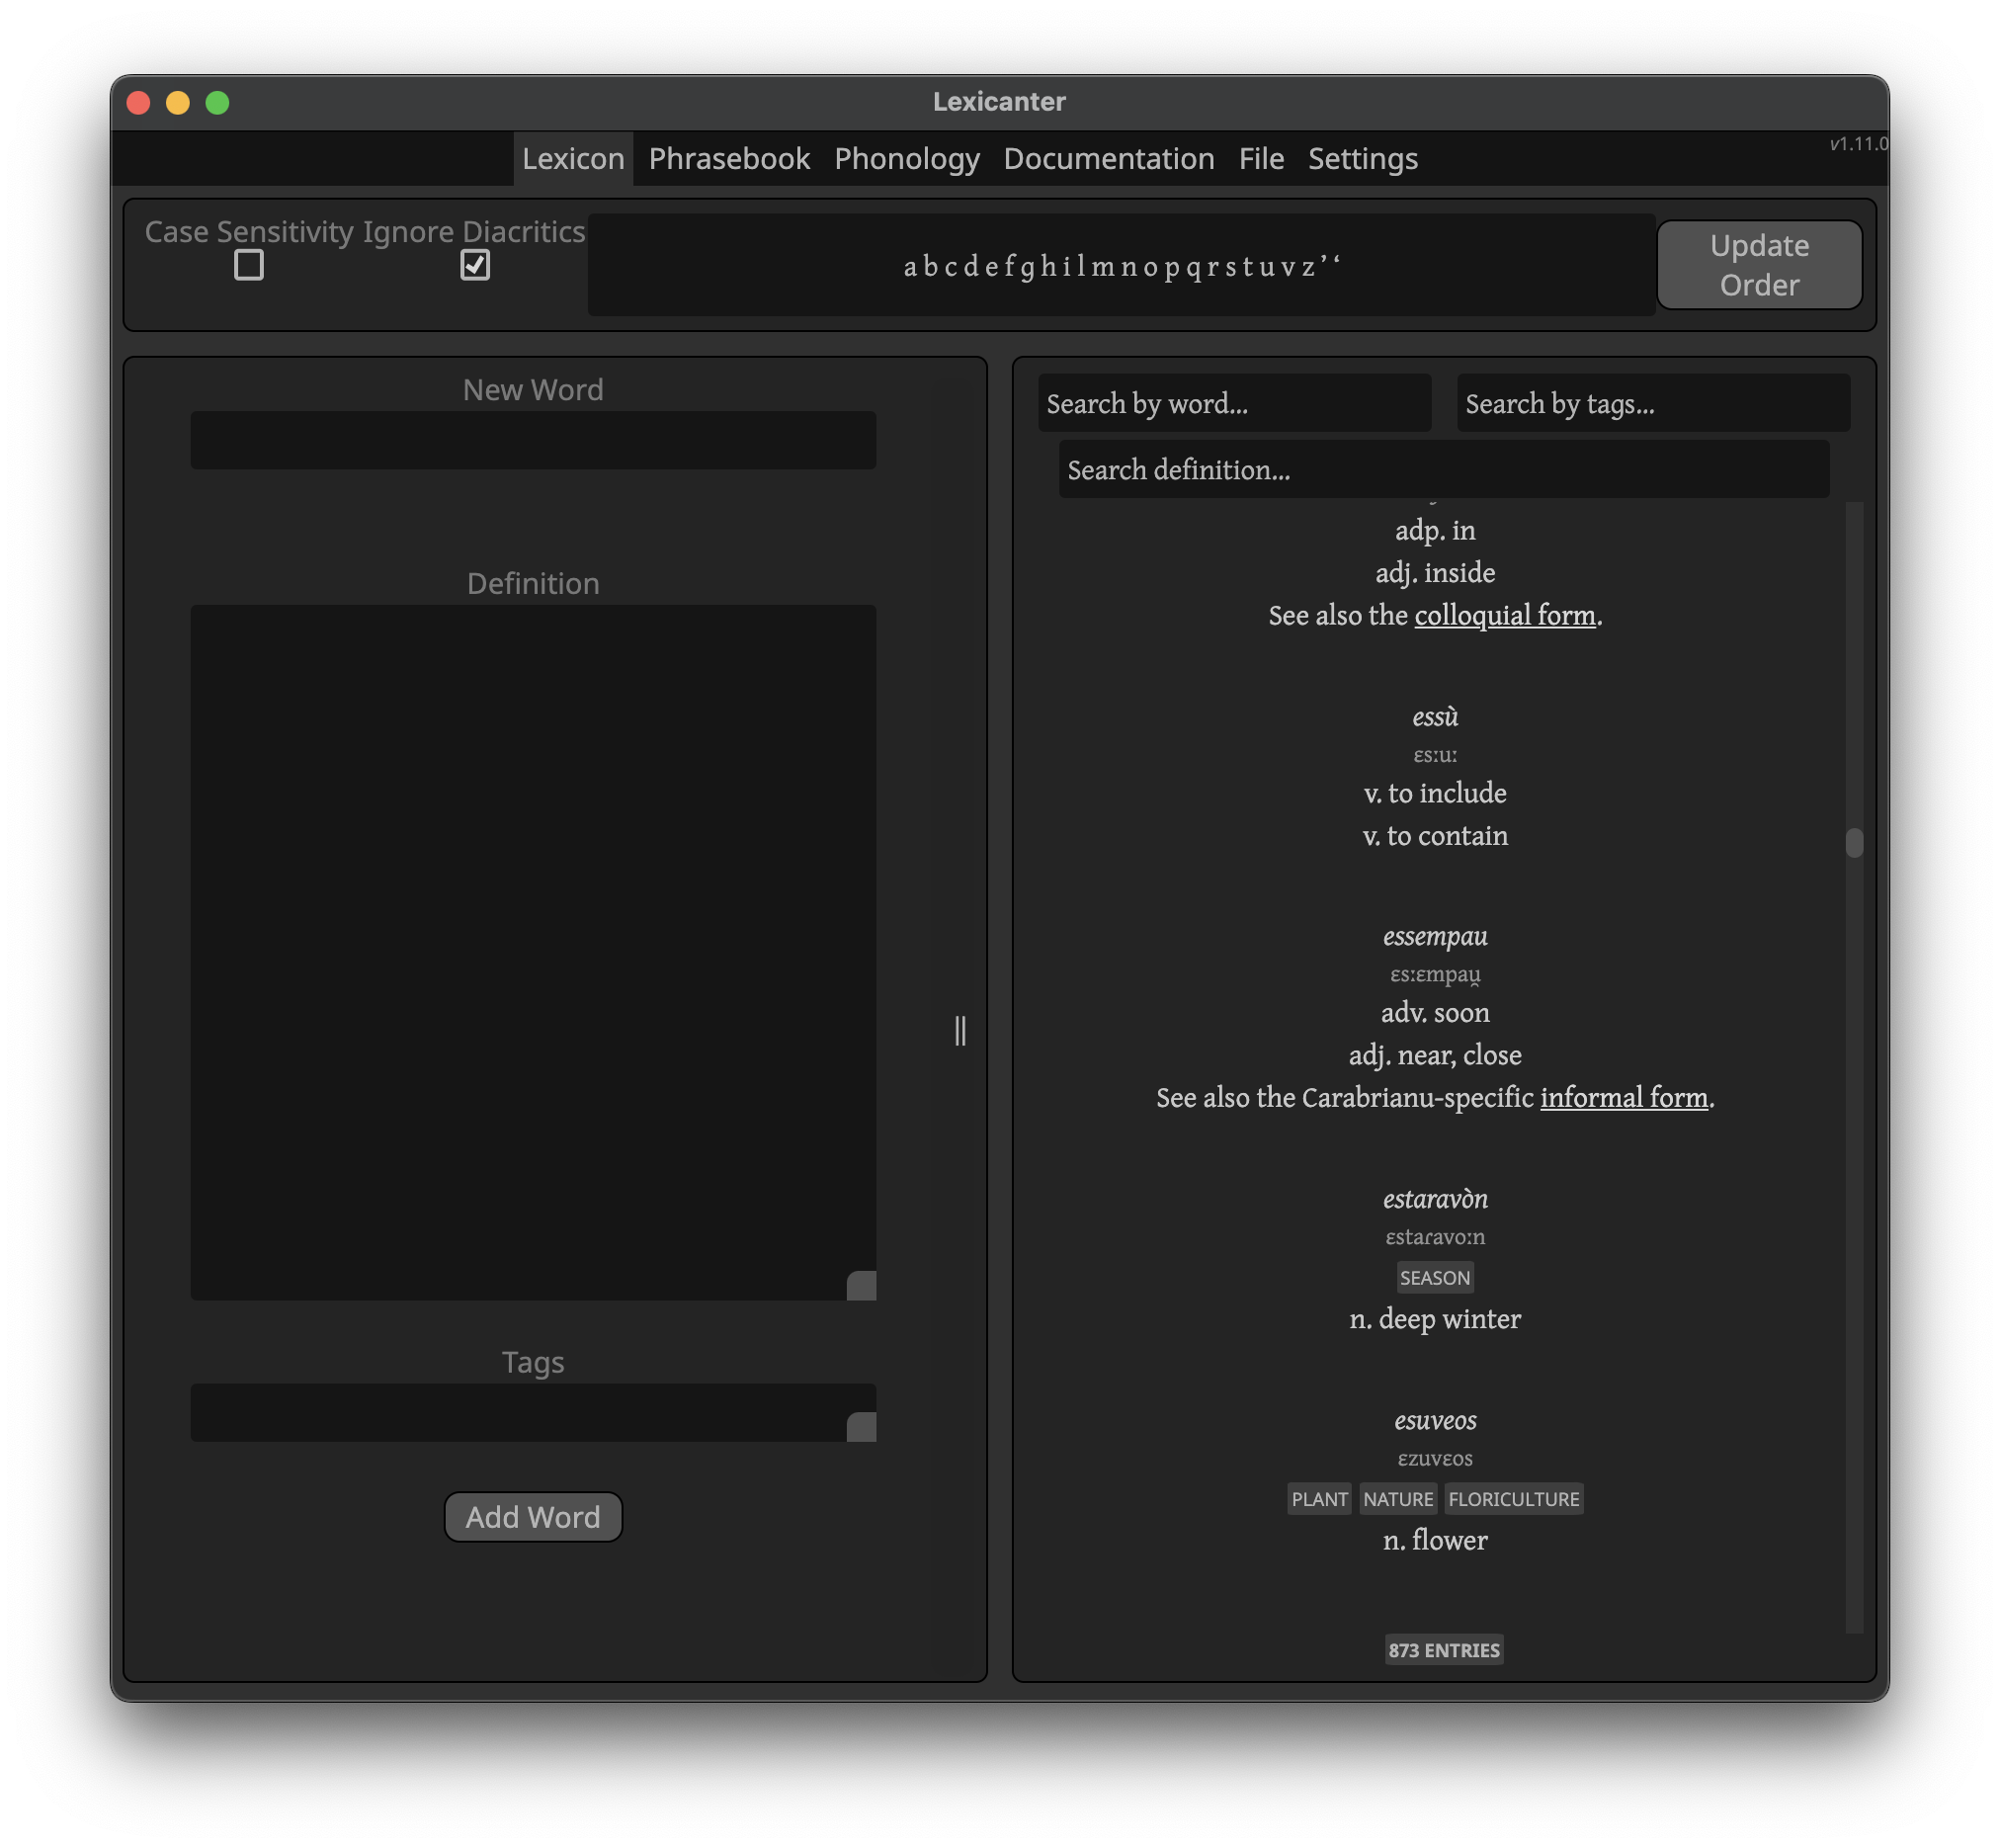 Lexicanter
Lexicon Phrasebook Phonology Documentation File Settings
v1.11.0
Case Sensitivity Ignore Diacritics
a b c d e f g h i l m n o p q r s t u v z ’ ‘
Update
Order
New Word
Definition
Tags
Add Word
Search by word…
Search by tags…
Search definition…
adp. in
adj. inside
See also the colloquial form.
essù
ɛsːuː
v. to include
v. to contain
essempau
ɛsːɛmpau̯
adv. soon
adj. near, close
See also the Carabrianu-specific informal form.
estaravòn
ɛstaɾavoːn
SEASON
n. deep winter
esuveos
ɛzuvɛos
PLANT NATURE FLORICULTURE
n. flower
873 ENTRIES